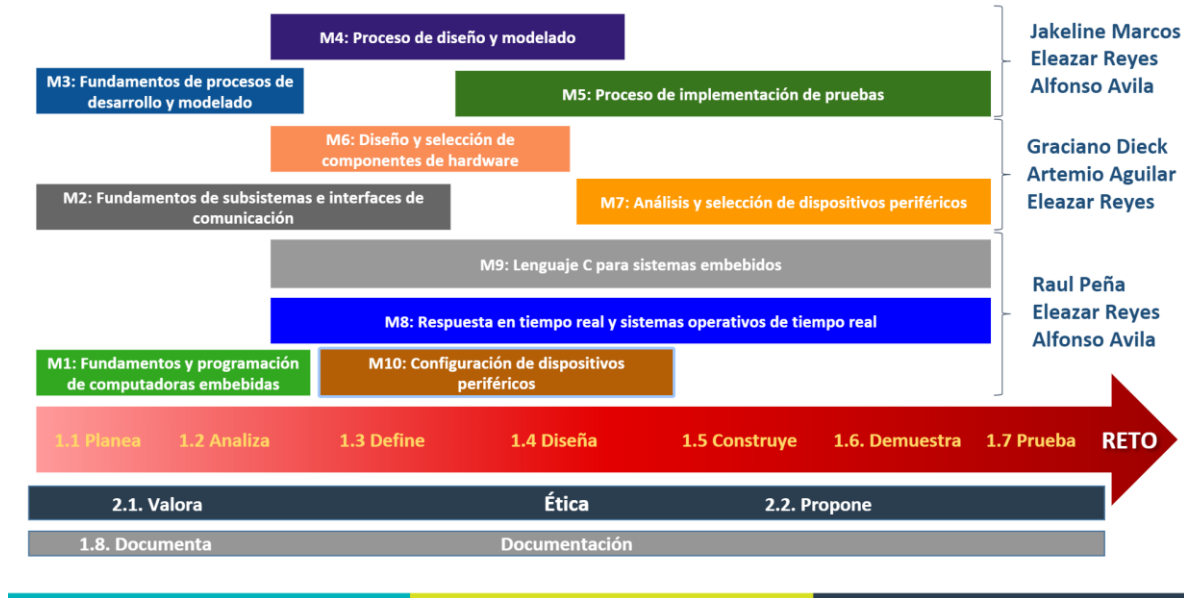 M4: Proceso de diseño y modelado
M3: Fundamentos de procesos de
desarrollo y modelado
M5: Proceso de implementación de pruebas
Jakeline Marcos
Eleazar Reyes
Alfonso Avila
M6: Diseño y selección de
componentes de hardware
M2: Fundamentos de subsistemas e interfaces de
comunicación
M7: Análisis y selección de dispositivos periféricos
Graciano Dieck
Artemio Aguilar
Eleazar Reyes
M9: Lenguaje C para sistemas embebidos
M8: Respuesta en tiempo real y sistemas operativos de tiempo real
M1: Fundamentos y programación
de computadoras embebidas
M10: Configuración de dispositivos
periféricos
Raul Peña
Eleazar Reyes
Alfonso Avila
1.1 Planea 1.2 Analiza 1.3 Define 1.4 Diseña 1.5 Construye 1.6. Demuestra 1.7 Prueba RETO
2.1. Valora Ética 2.2. Propone
1.8. Documenta Documentación